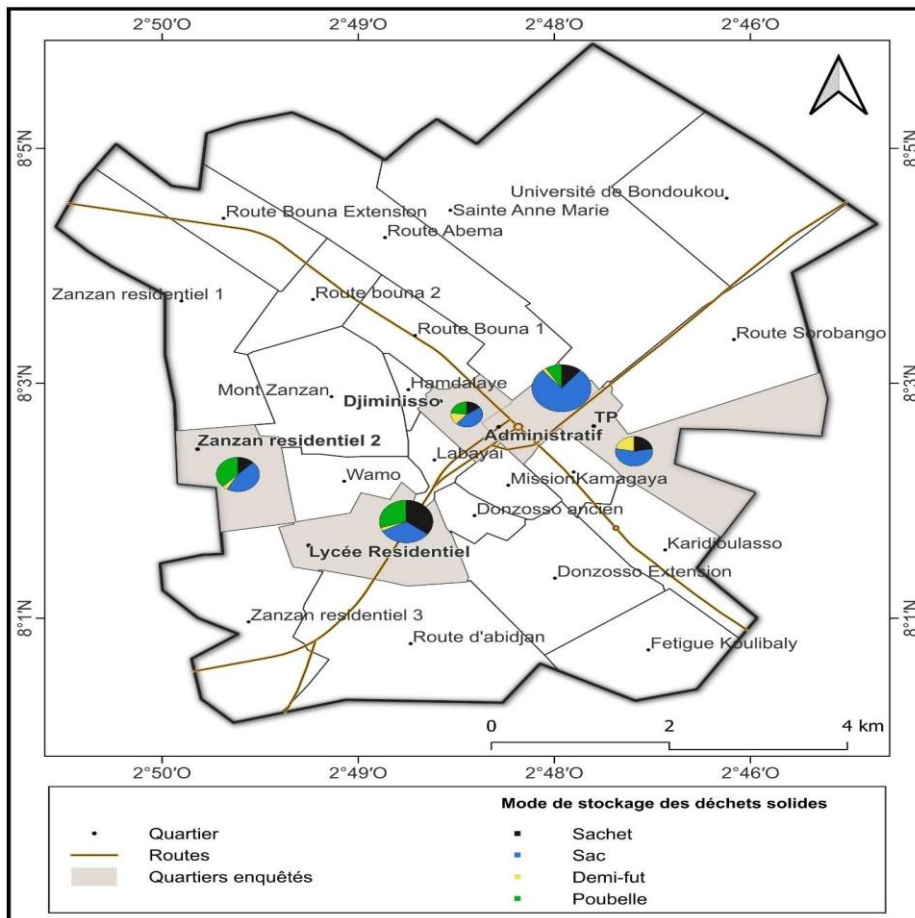 2°50'O 2°49'O 2°48'O 2°46'O
8°5'N 8°5'N
Université de Bondoukou
Route Bouna Extension
Sainte Anne Marie
Route Abema
Zanzan residentiel 1
Route bouna 2
Route Bouna 1
Route Sorobango
8°3'N 8°3'N
Mont Zanzan
Hamdalaye
Djiminisso
TP
Administratif
Zanzan residentiel 2
Labayai
Wamo
Mission
Kamagaya
Donzosso ancien
Lycée Residentiel
Karidioulasso
Donzosso Extension
8°1'N 8°1'N
Zanzan residentiel 3
Route d'abidjan
Fetigue Koulibaly
0 2 4 km
2°50'O 2°49'O 2°48'O 2°46'O
Mode de stockage des déchets solides
Quartier
Sachet
Routes
Sac
Quartiers enquêtés
Demi-fut
Poubelle